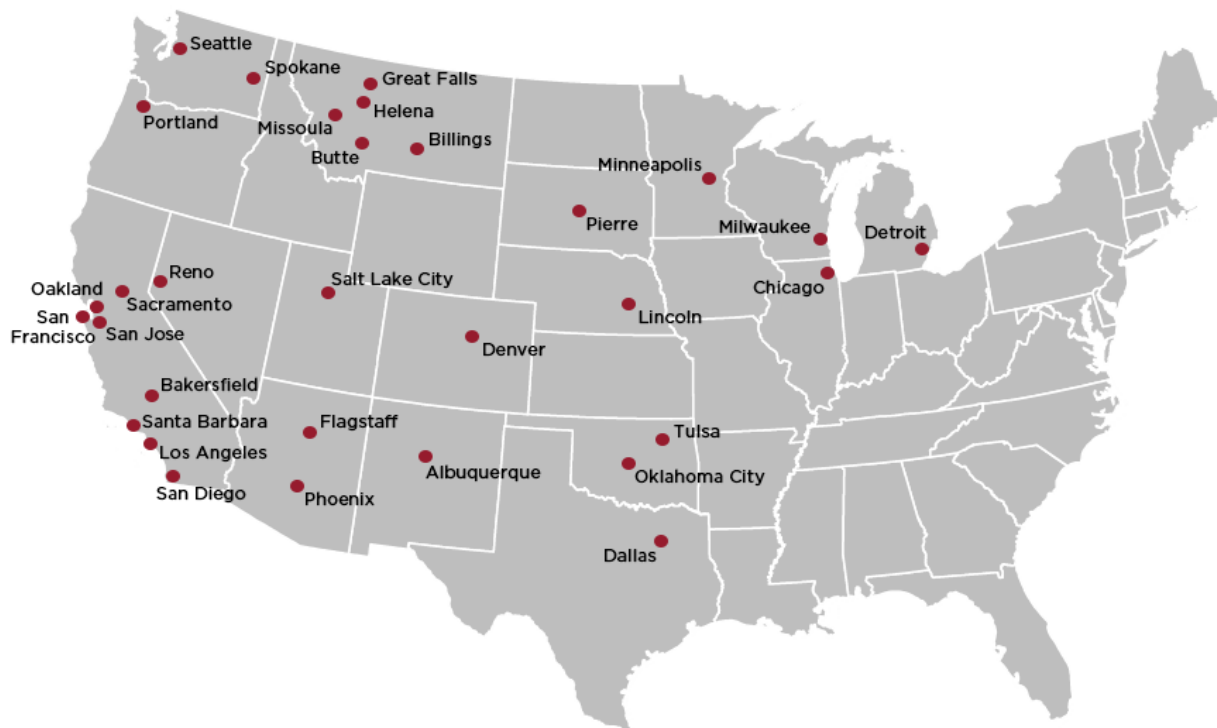 Seattle
Spokane
Great Falls
Helena
Portland
Missoula
Billings
Butte
Minneapolis
Pierre
Milwaukee
Detroit
Reno
Salt Lake City
Chicago
Oakland
Sacramento
San
Francisco
San Jose
Lincoln
Denver
Bakersfield
Santa Barbara
Flagstaff
Tulsa
Los Angeles
Albuquerque
Oklahoma City
San Diego
Phoenix
Dallas